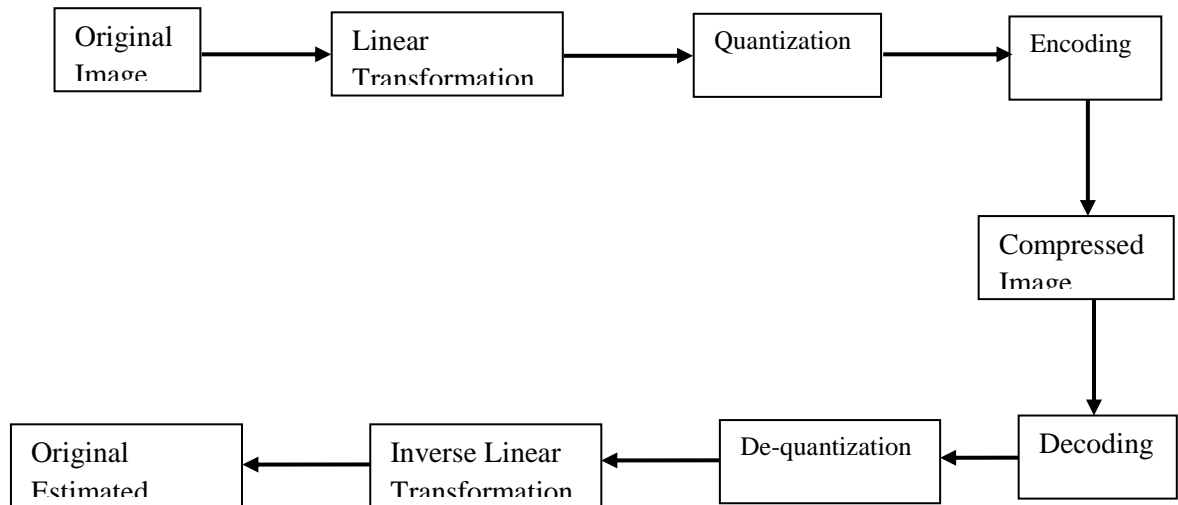 Original
Image
Linear
Transformation
Quantization
Encoding
Compressed
Image
Decoding
De-quantization
Inverse Linear
Transformation
Original
Estimated